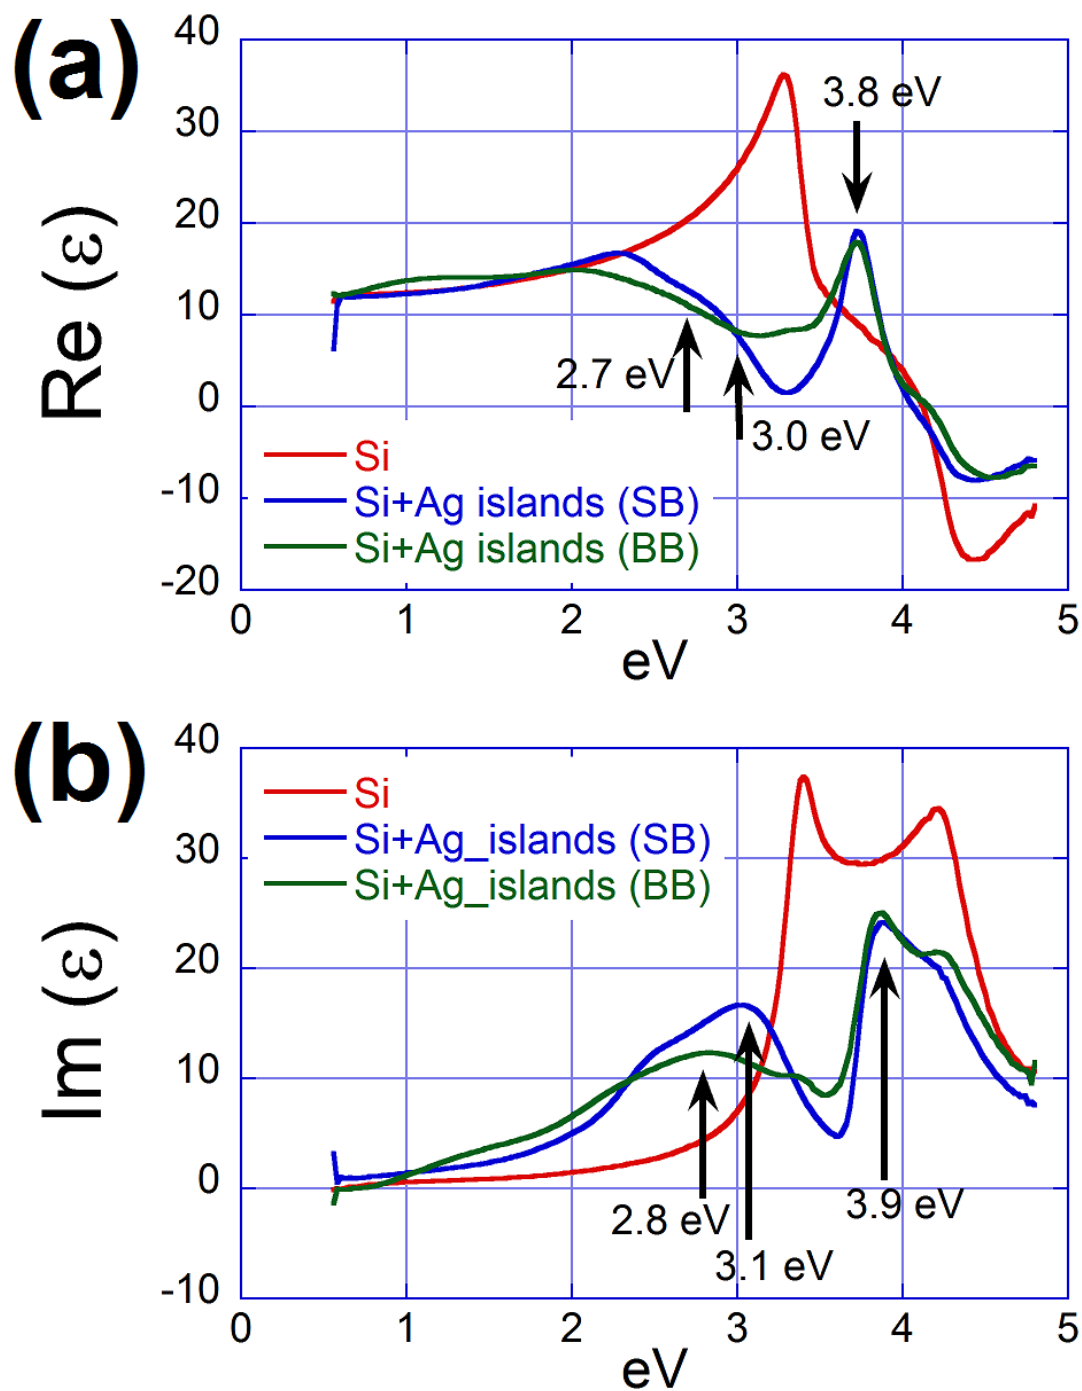 (a)
40
30
20
10
0
-10
-20
Re (ε)
3.8 eV
2.7 eV
3.0 eV
Si
Si+Ag islands (SB)
Si+Ag islands (BB)
0 1 2 3 4 5
eV
(b)
40
30
20
10
0
-10
Im (ε)
Si
Si+Ag_islands (SB)
Si+Ag_islands (BB)
2.8 eV
3.9 eV
3.1 eV
0 1 2 3 4 5
eV